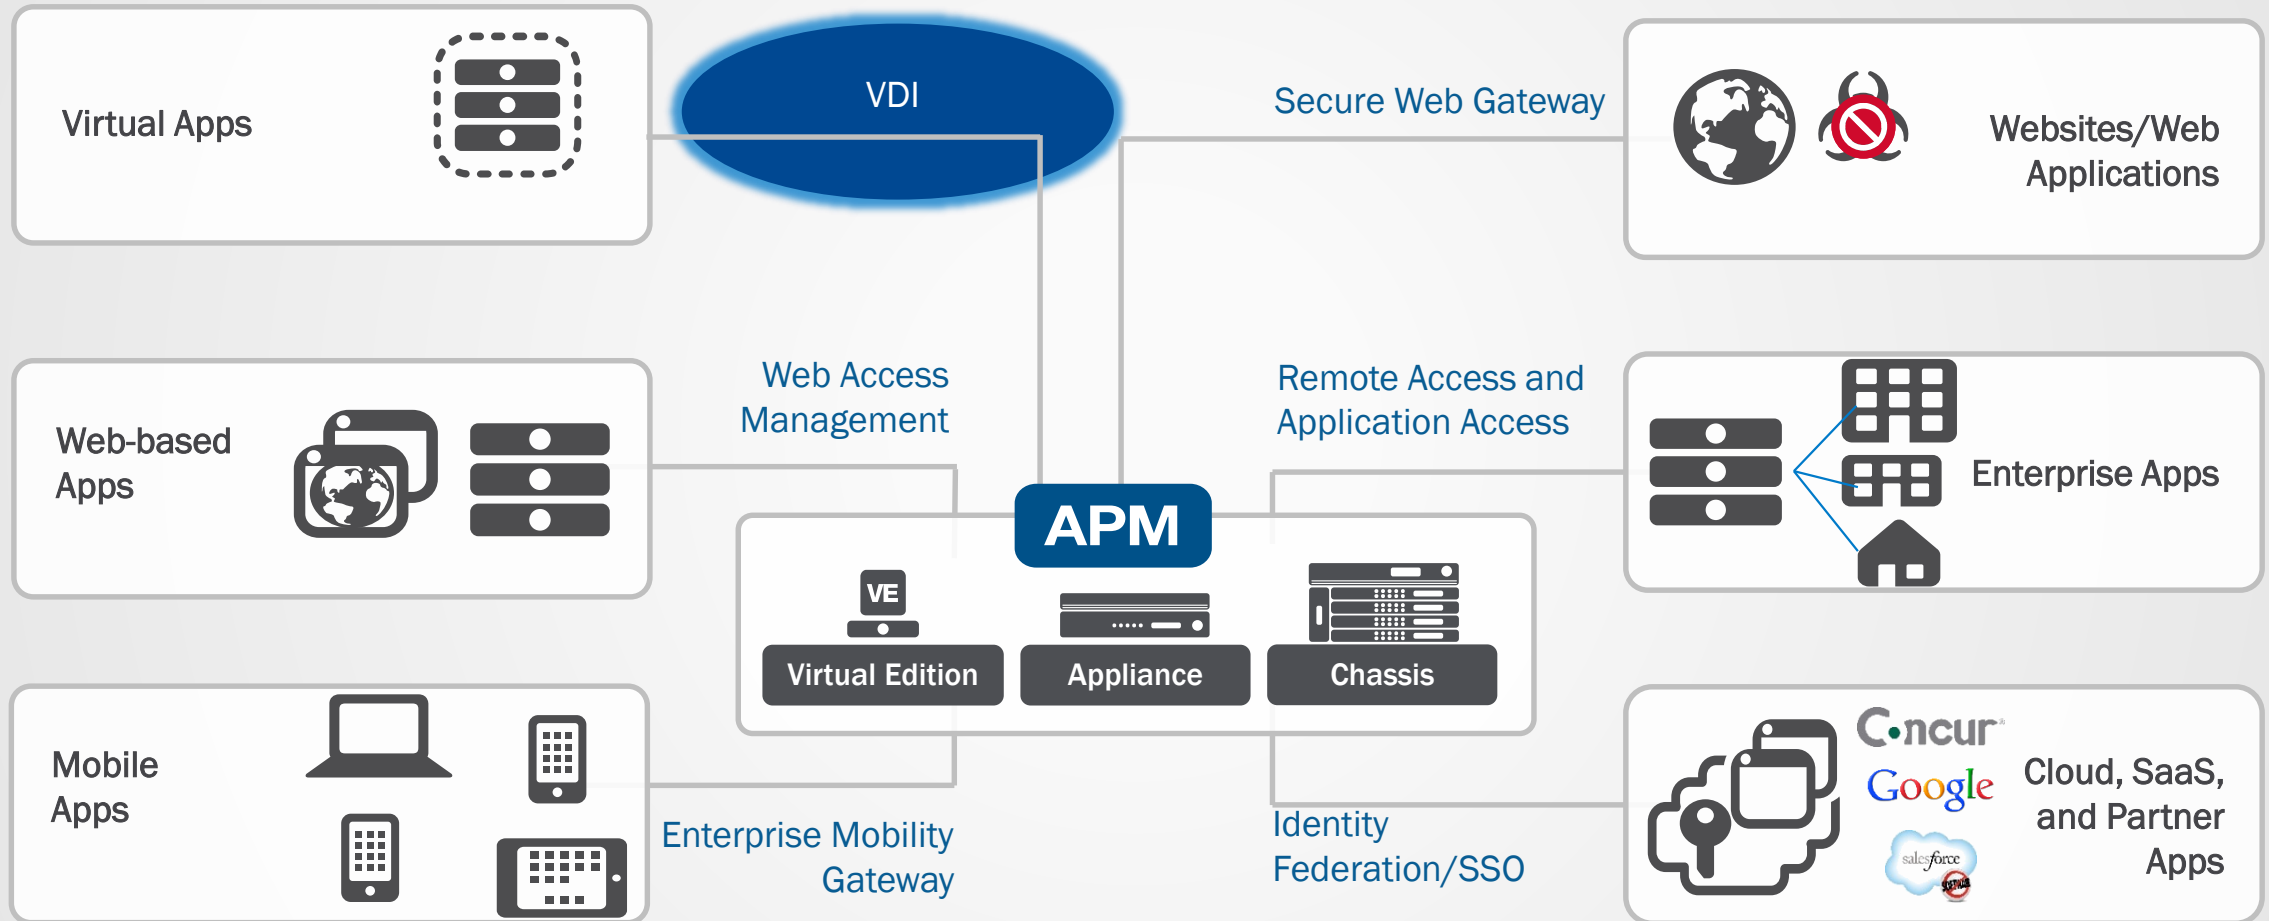 Virtual Apps
VDI
Secure Web Gateway
Websites/Web
Applications
Web-based
Apps
Web Access
Management
Remote Access and
Application Access
Enterprise Apps
APM
VE
Virtual Edition
Appliance
Chassis
Mobile
Apps
Enterprise Mobility
Gateway
Identity
Federation/SSO
Concur
Google
salesforce
SOFTWARE
Cloud, SaaS,
and Partner
Apps